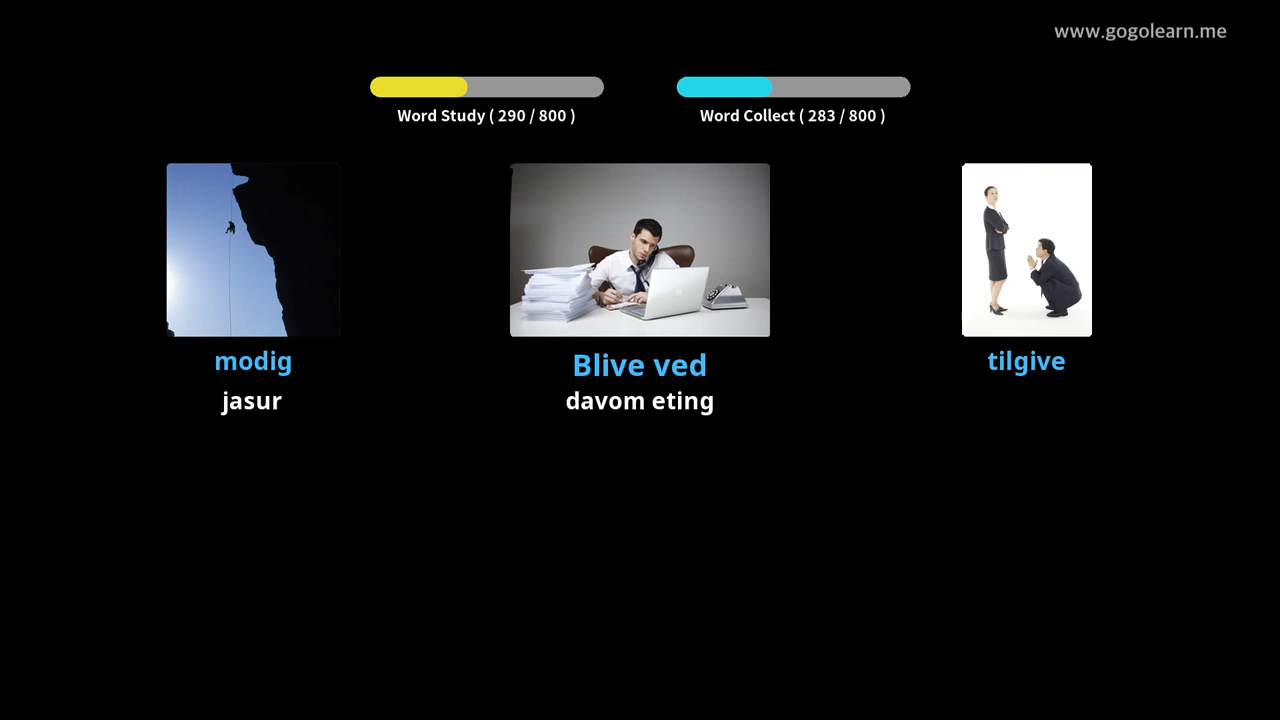 www.gogolearn.me
Word Study ( 290 / 800 )
Word Collect ( 283 / 800 )
modig
Blive ved
tilgive
jasur
davom eting